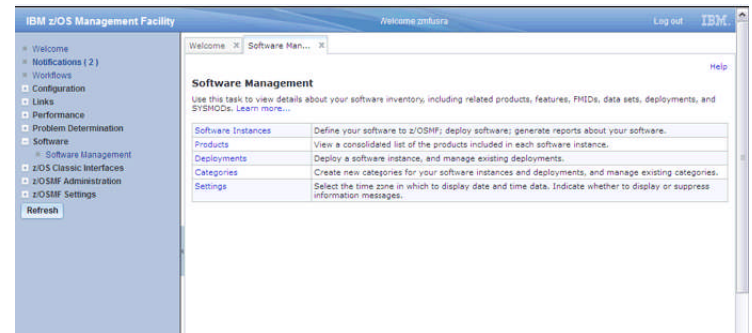 IBM z/OS Management Facility
Welcome zmfusra
Log out
IBM.
Welcome
Notifications ( 2 )
Workflows
Configuration
Links
Performance
Problem Determination
Software
Software Management
z/OS Classic Interfaces
z/OSMF Administration
z/OSMF Settings
Refresh
Welcome X
Software Man... X
Help
Software Management
Use this task to view details about your software inventory, including related products, features, FMIDs, data sets, deployments, and
SYSMODs. Learn more...
Software Instances Define your software to z/OSMF; deploy software; generate reports about your software.
Products View a consolidated list of the products included in each software instance.
Deployments Deploy a software instance, and manage existing deployments.
Categories Create new categories for your software instances and deployments, and manage existing categories.
Settings Select the time zone in which to display date and time data. Indicate whether to display or suppress
information messages.